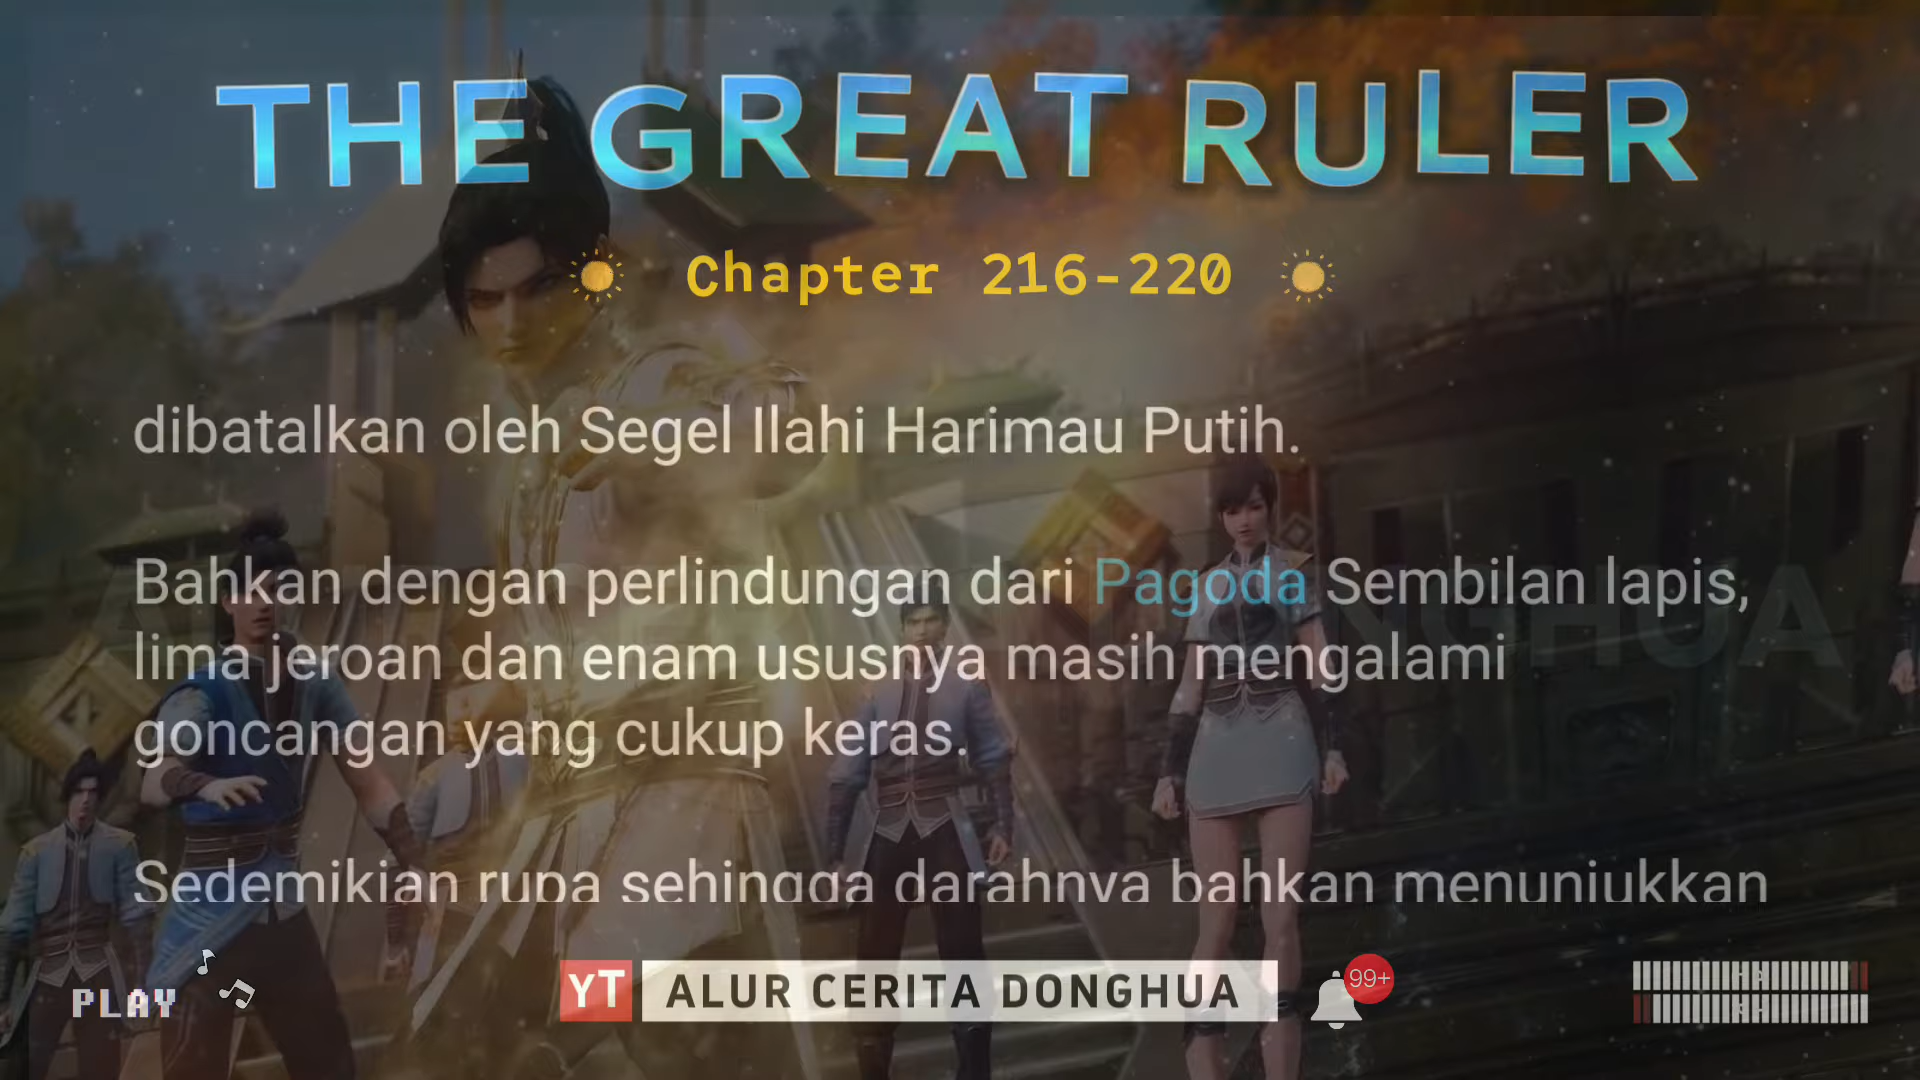 THE GREAT RULER
Chapter 216-220
dibatalkan oleh Segel Ilahi Harimau Putih.
Bahkan dengan perlindungan dari Pagoda Sembilan lapis,
lima jeroan dan enam ususnya masih mengalami
goncangan yang cukup keras.
Sedemikian rupa sehingga darahnya bahkan menunjukkan
PLAY
YT ALUR CERITA DONGHUA
99+